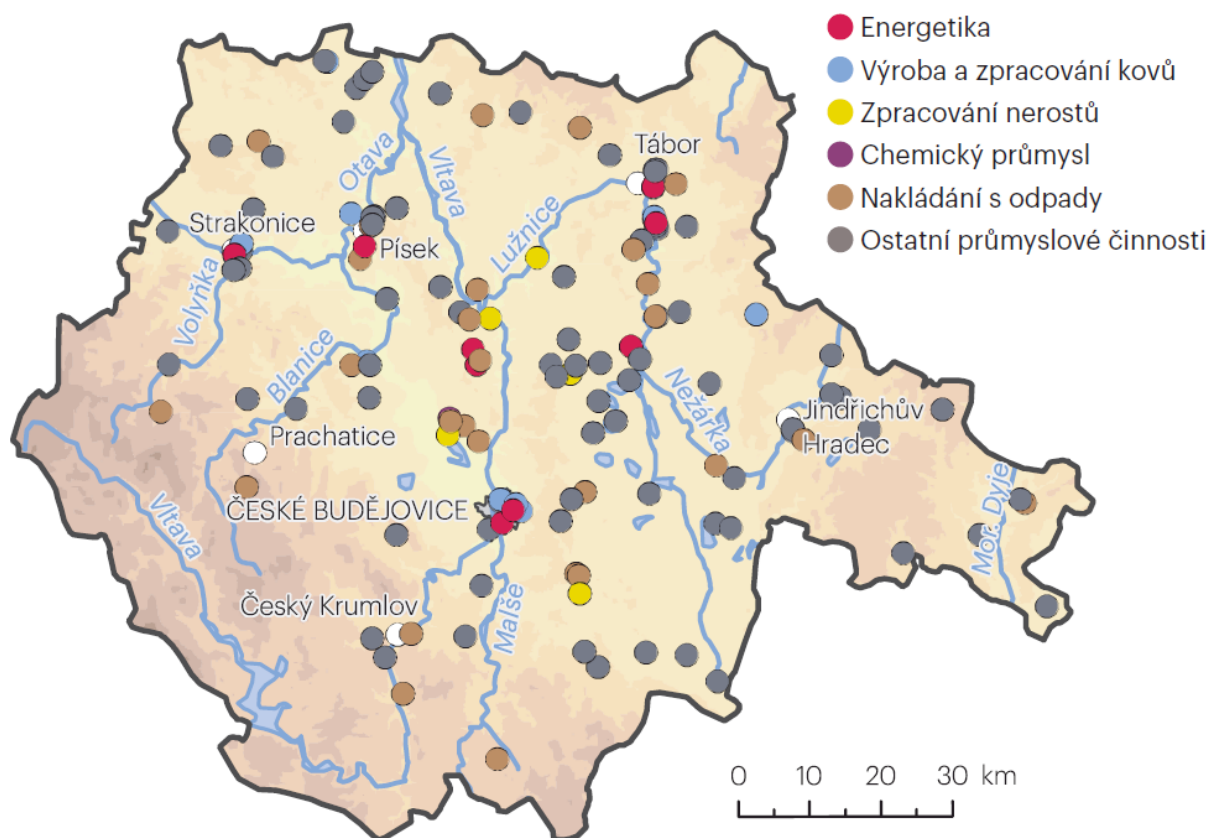 Energetika
Výroba a zpracování kovů
Zpracování nerostů
Chemický průmysl
Nakládání s odpady
Ostatní průmyslové činnosti
Tábor
Otava
Vltava
Lužnice
Strakonice
Písek
Volyňka
Blanice
Nežárka
Jindřichův
Hradec
Prachatice
ČESKÉ BUDĚJOVICE
Vltava
Mor. Dyje
Český Krumlov
Malše
0 10 20 30 km